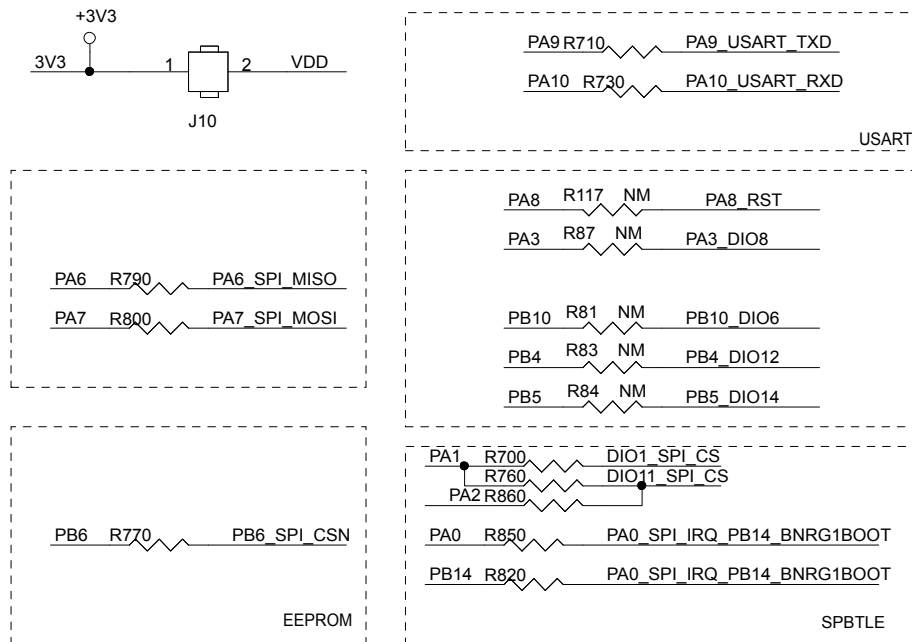 +3V3
3V3
1
2
VDD
J10
PA9 R710 PA9_USART_TXD
PA10 R730 PA10_USART_RXD
USART
PA6 R790 PA6_SPI_MISO
PA7 R800 PA7_SPI_MOSI
PA8 R117 NM PA8_RST
PA3 R87 NM PA3_DIO8
PB10 R81 NM PB10_DIO6
PB4 R83 NM PB4_DIO12
PB5 R84 NM PB5_DIO14
PB6 R770 PB6_SPI_CSN
EEPROM
PA1 R700 DIO1_SPI_CS
R760 DIO11_SPI_CS
PA2 R860
PA0 R850 PA0_SPI_IRQ_PB14_BNRG1BOOT
PB14 R820 PA0_SPI_IRQ_PB14_BNRG1BOOT
SPBTLE